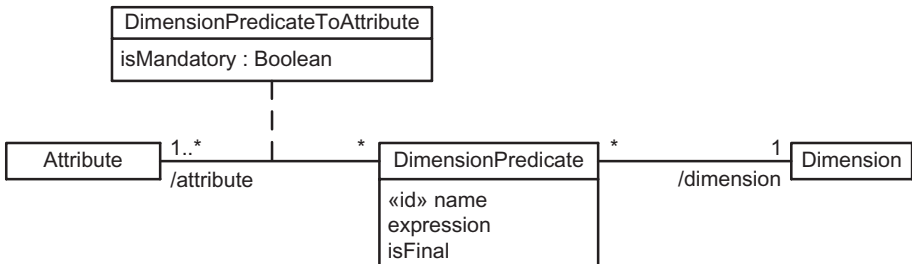 DimensionPredicateToAttribute
isMandatory : Boolean
Attribute
1..*
/attribute
*
DimensionPredicate
«id» name
expression
isFinal
*
1
/dimension
Dimension